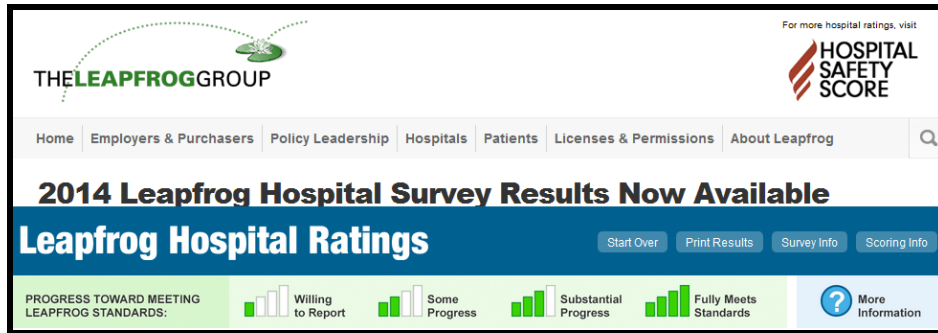 For more hospital ratings, visit
THELEAPFROGGROUP
HOSPITAL
SAFETY
SCORE
Home Employers & Purchasers Policy Leadership Hospitals Patients Licenses & Permissions About Leapfrog
2014 Leapfrog Hospital Survey Results Now Available
Leapfrog Hospital Ratings
Start Over Print Results Survey Info Scoring Info
PROGRESS TOWARD MEETING
LEAPFROG STANDARDS:
Willing
to Report
Some
Progress
Substantial
Progress
Fully Meets
Standards
?
More
Information